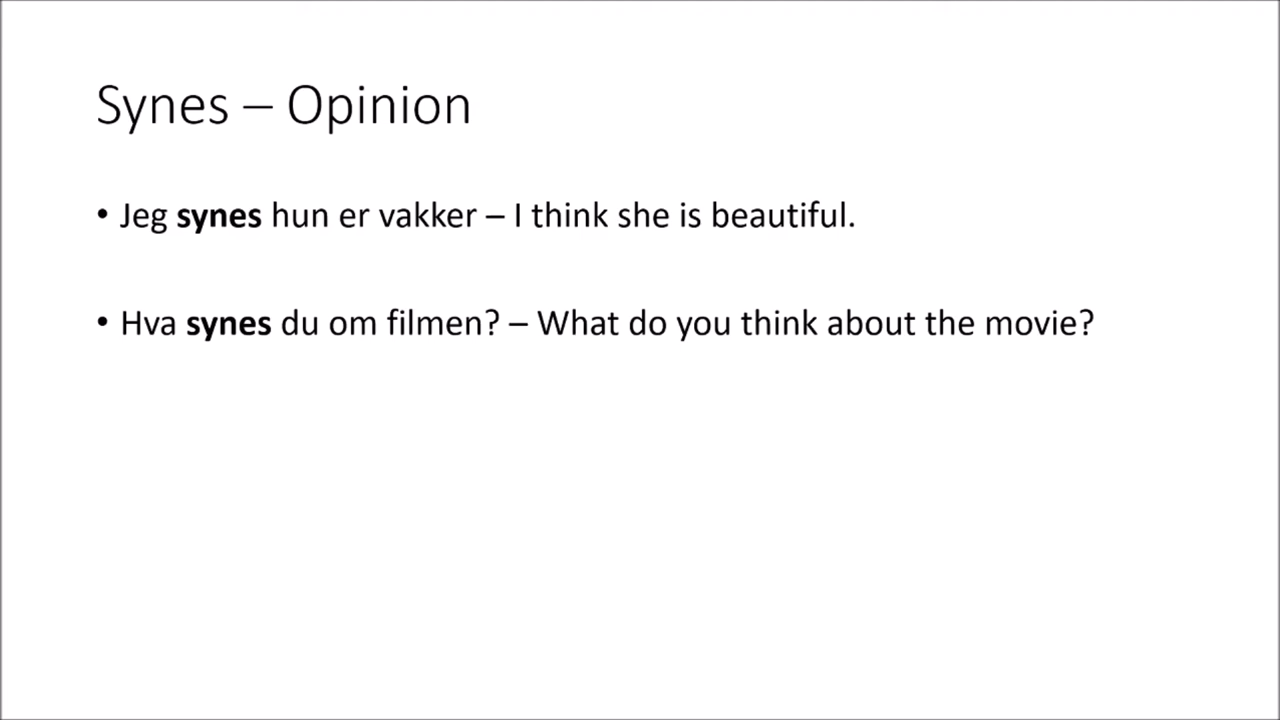 Synes – Opinion
• Jeg synes hun er vakker – I think she is beautiful.
• Hva synes du om filmen? – What do you think about the movie?